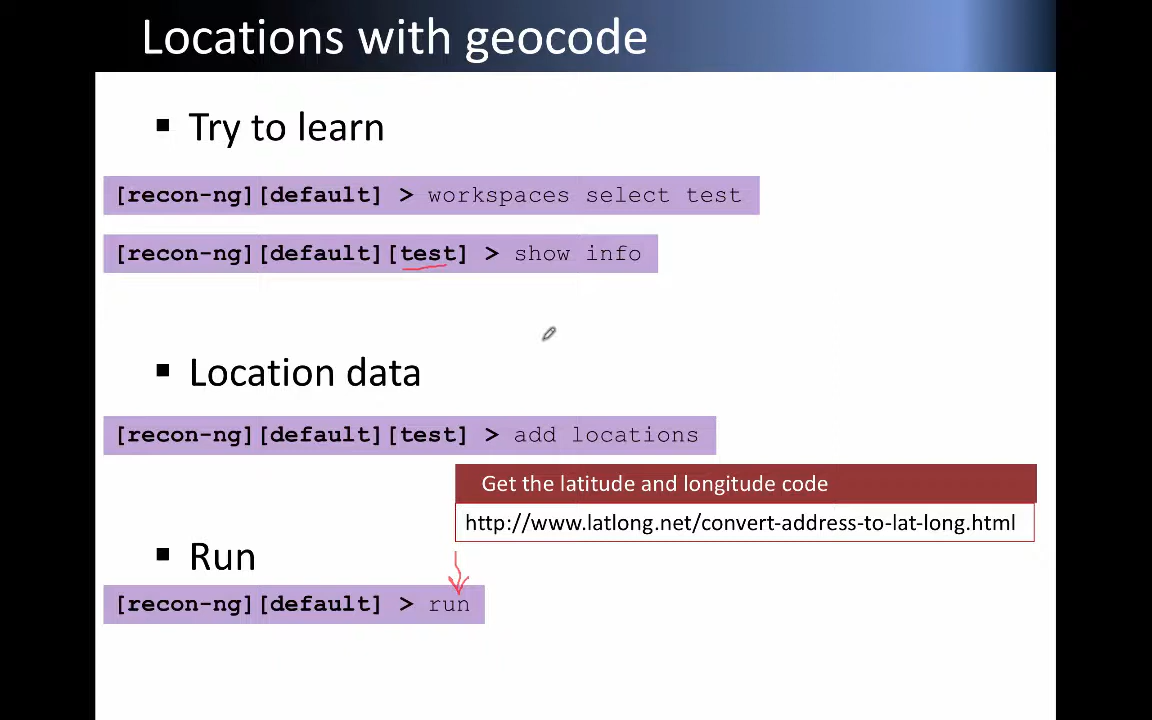 Locations with geocode
▪ Try to learn
[recon-ng][default] > workspaces select test
[recon-ng][default][test] > show info
▪ Location data
[recon-ng][default][test] > add locations
Get the latitude and longitude code
http://www.latlong.net/convert-address-to-lat-long.html
▪ Run
[recon-ng][default] > run